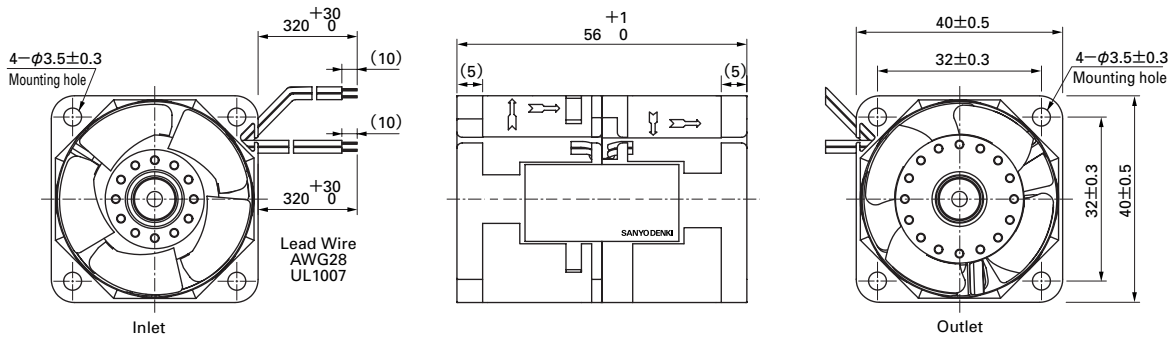 320 +30 0
(10)
4−φ3.5±0.3
Mounting hole
(10)
320 +30 0
Lead Wire
AWG28
UL1007
Inlet
56 +1 0
(5)
(5)
SANYO DENKI
40±0.5
32±0.3
4−φ3.5±0.3
Mounting hole
32±0.3
40±0.5
Outlet